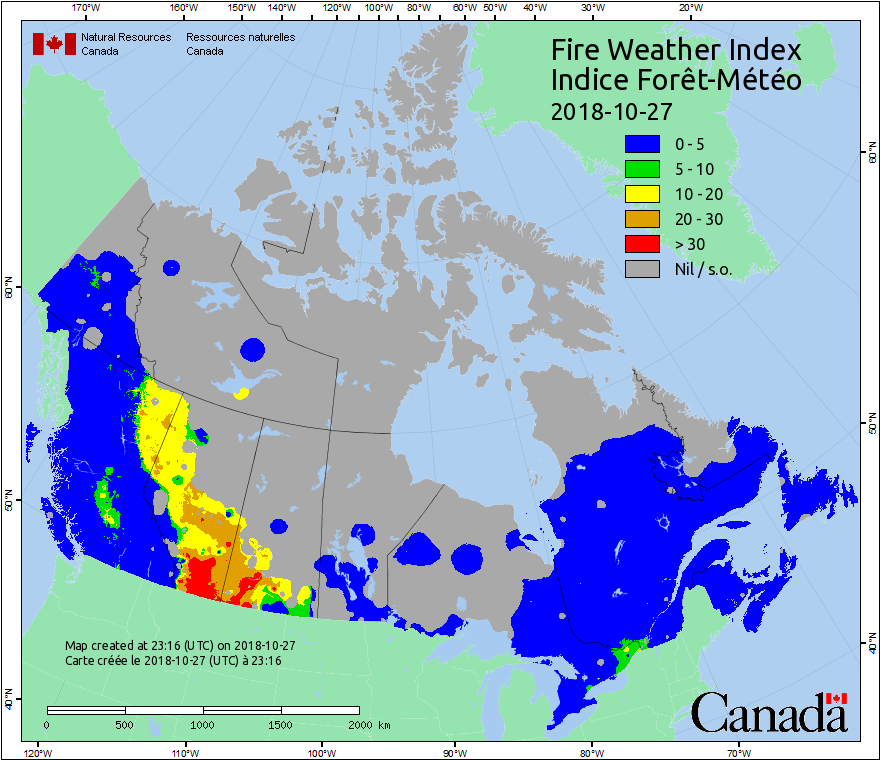 170°W 160°W 150°W 140°W 130°W 120°W 110°W 100°W 90°W 80°W 70°W 60°W 50°W 40°W 30°W 20°W
Natural Resources Ressources naturelles
Canada Canada
Fire Weather Index
Indice Forêt-Météo
2018-10-27
0 - 5
5 - 10
10 - 20
20 - 30
> 30
Nil / s.o.
60°N 60°N
50°N 50°N
40°N 40°N
Map created at 23:16 (UTC) on 2018-10-27
Carte créée le 2018-10-27 (UTC) à 23:16
0 500 1000 1500 2000 km
Canada
120°W 110°W 100°W 90°W 80°W 70°W